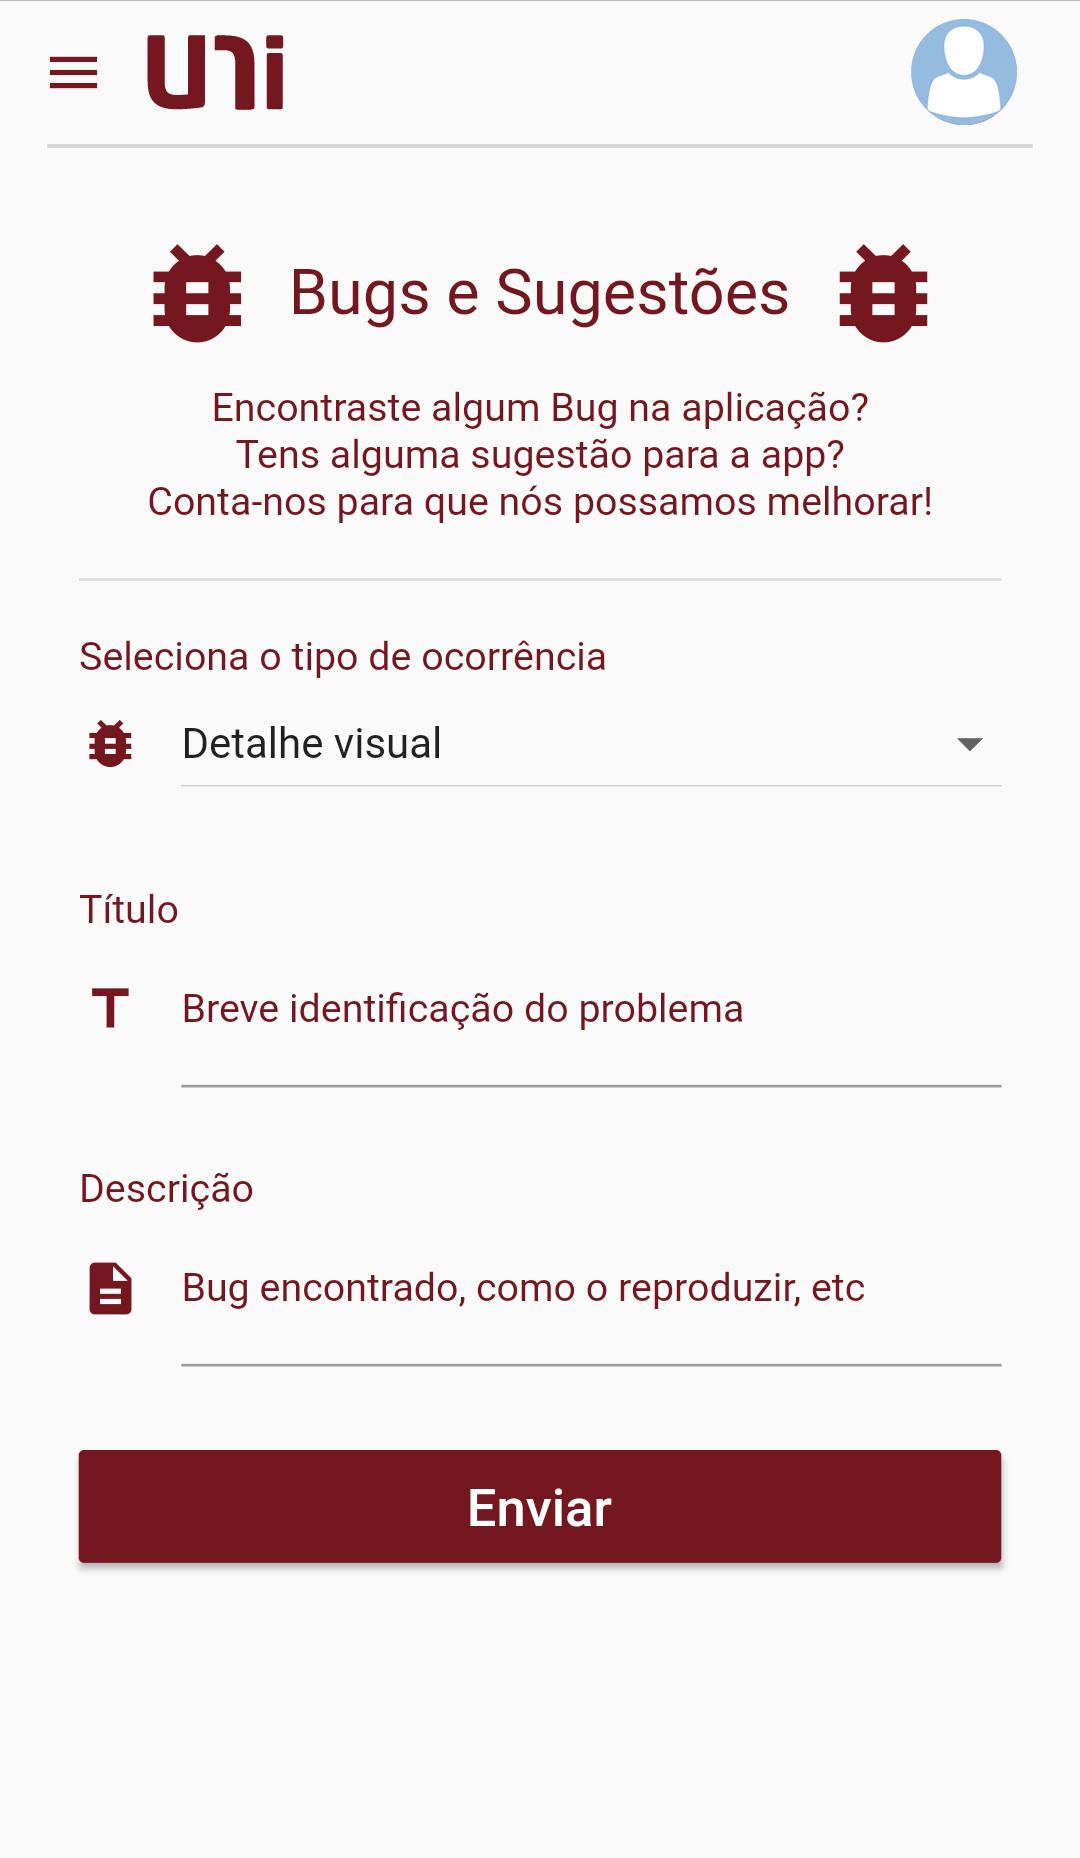 uni
Bugs e Sugestões
Encontraste algum Bug na aplicação?
Tens alguma sugestão para a app?
Conta-nos para que nós possamos melhorar!
Seleciona o tipo de ocorrência
Detalhe visual
Título
Breve identificação do problema
Descrição
Bug encontrado, como o reproduzir, etc
Enviar